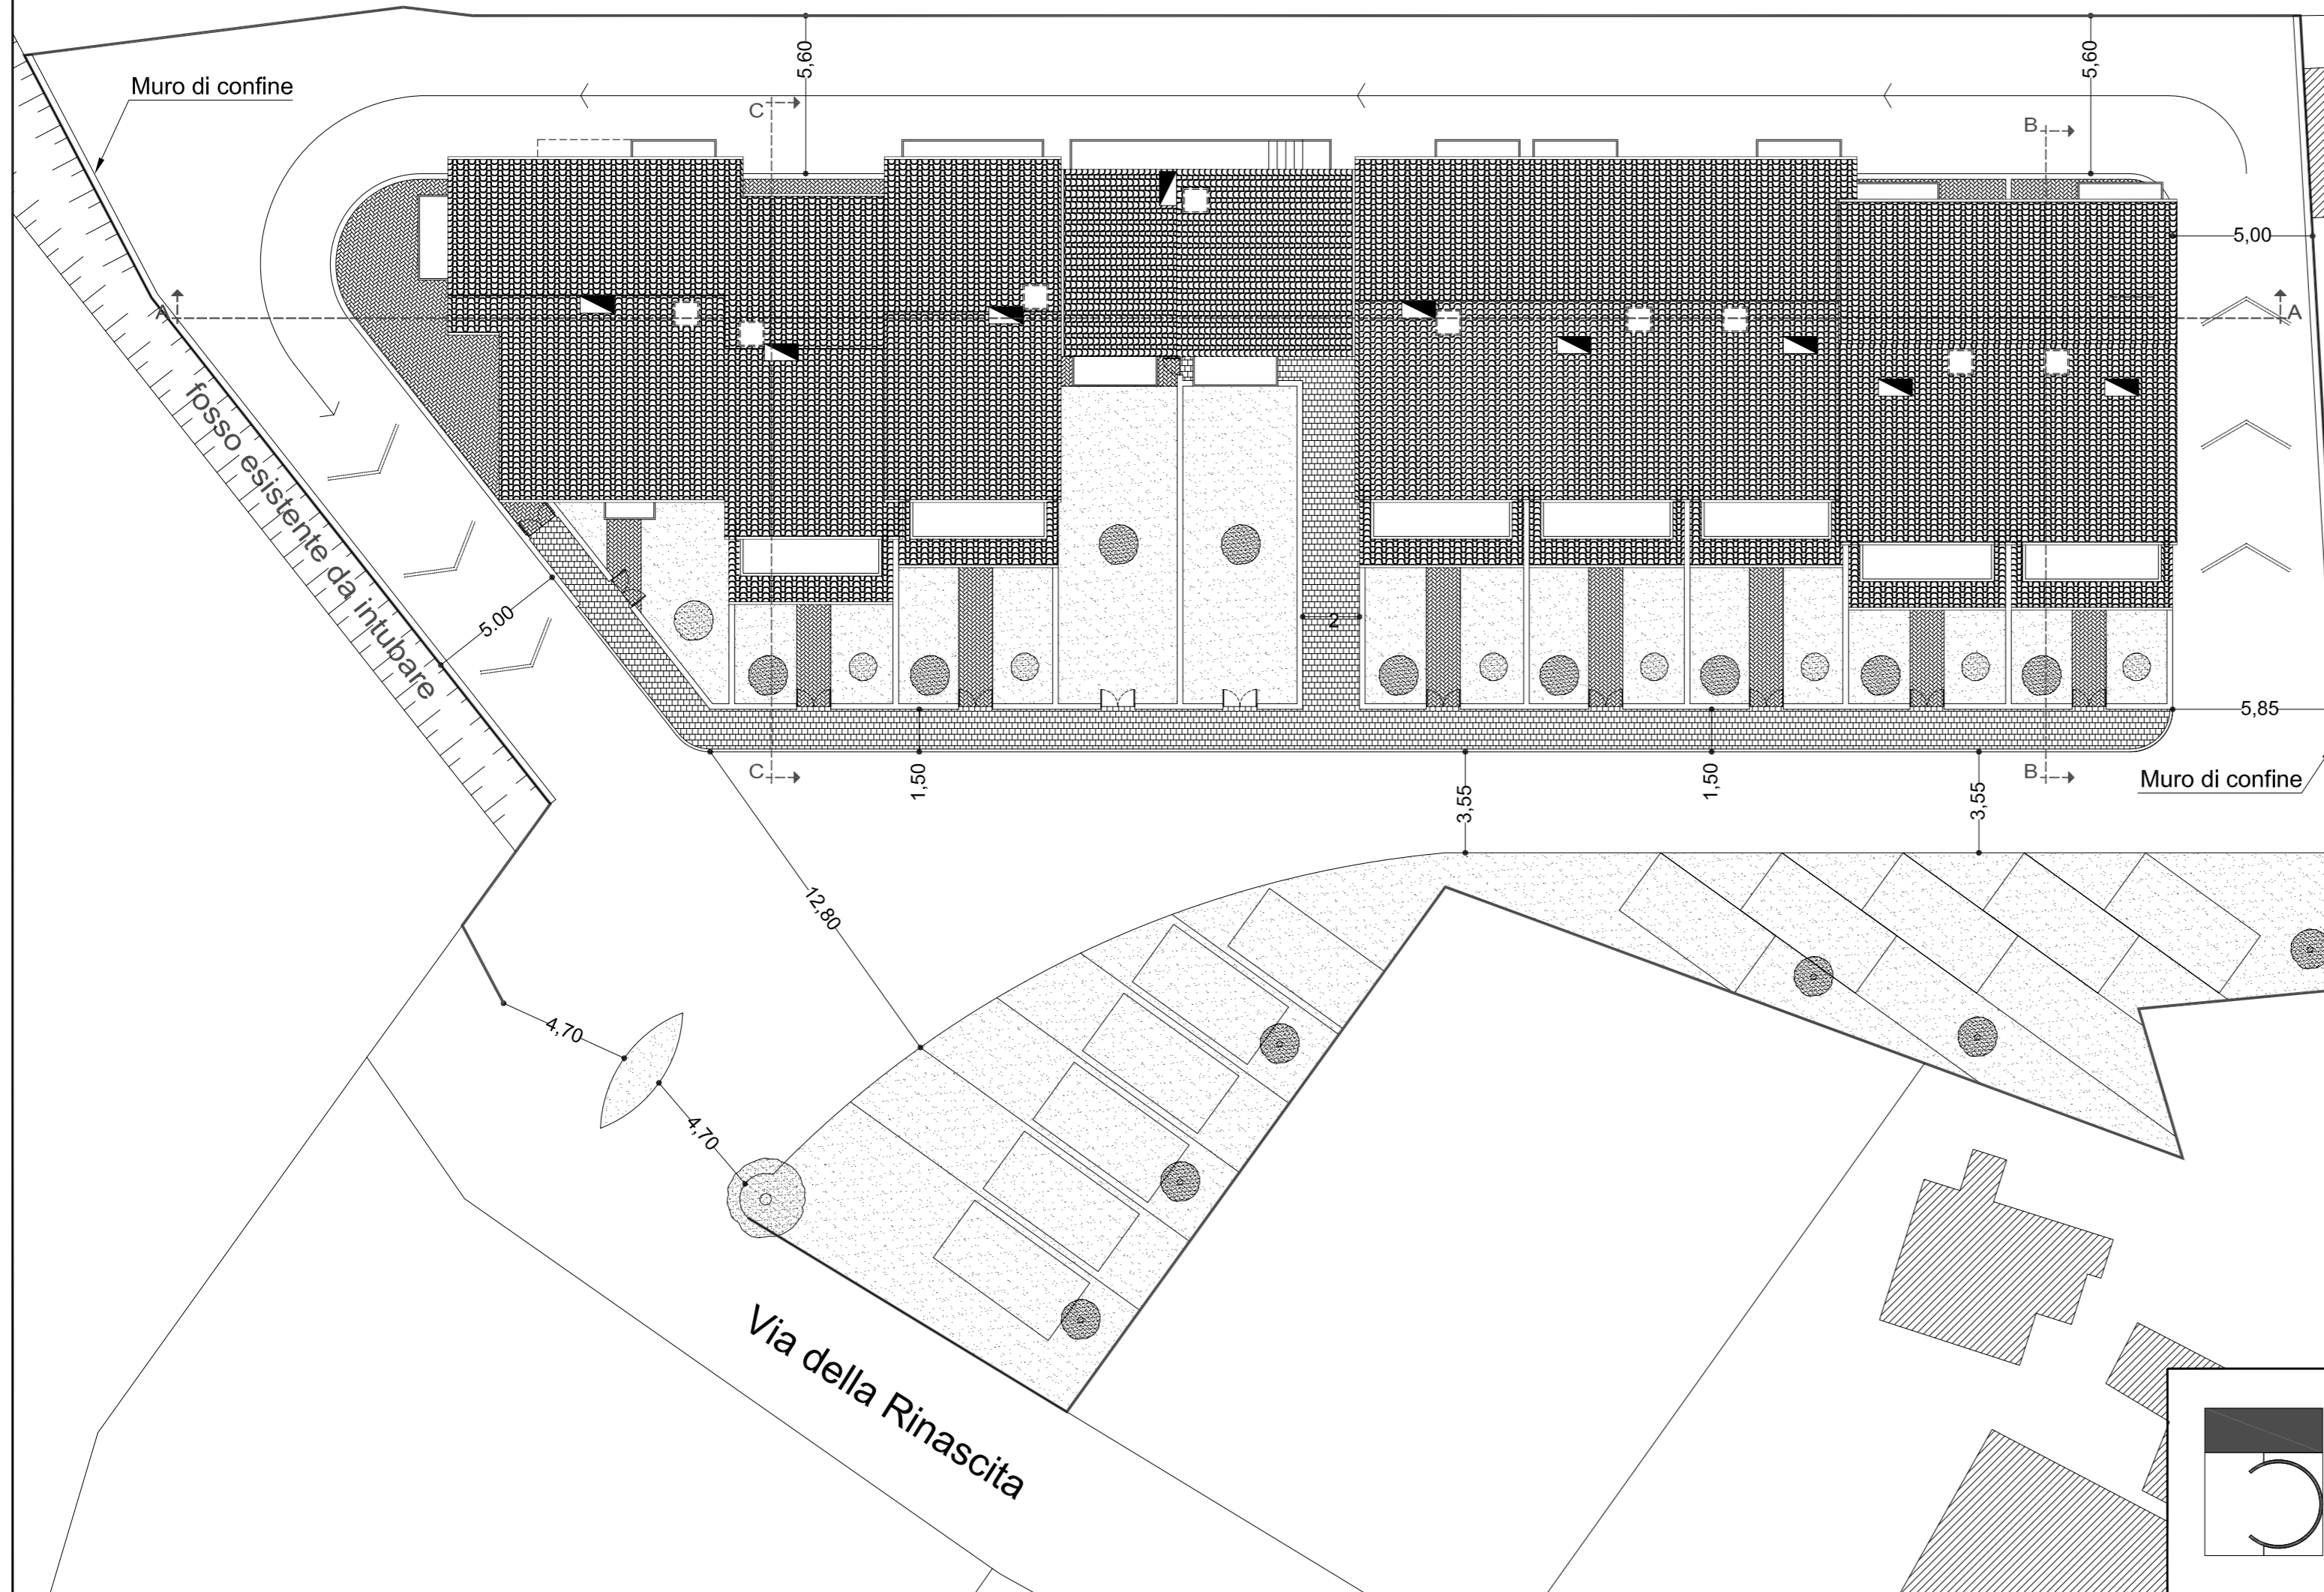 5,60
5,60
Muro di confine
C
B
5,00
A
A
fosso esistente da intubare
5.00
2
5,85
C
1,50
3,55
1,50
3,55
B
Muro di confine
12,80
4,70
4,70
Via della Rinascita